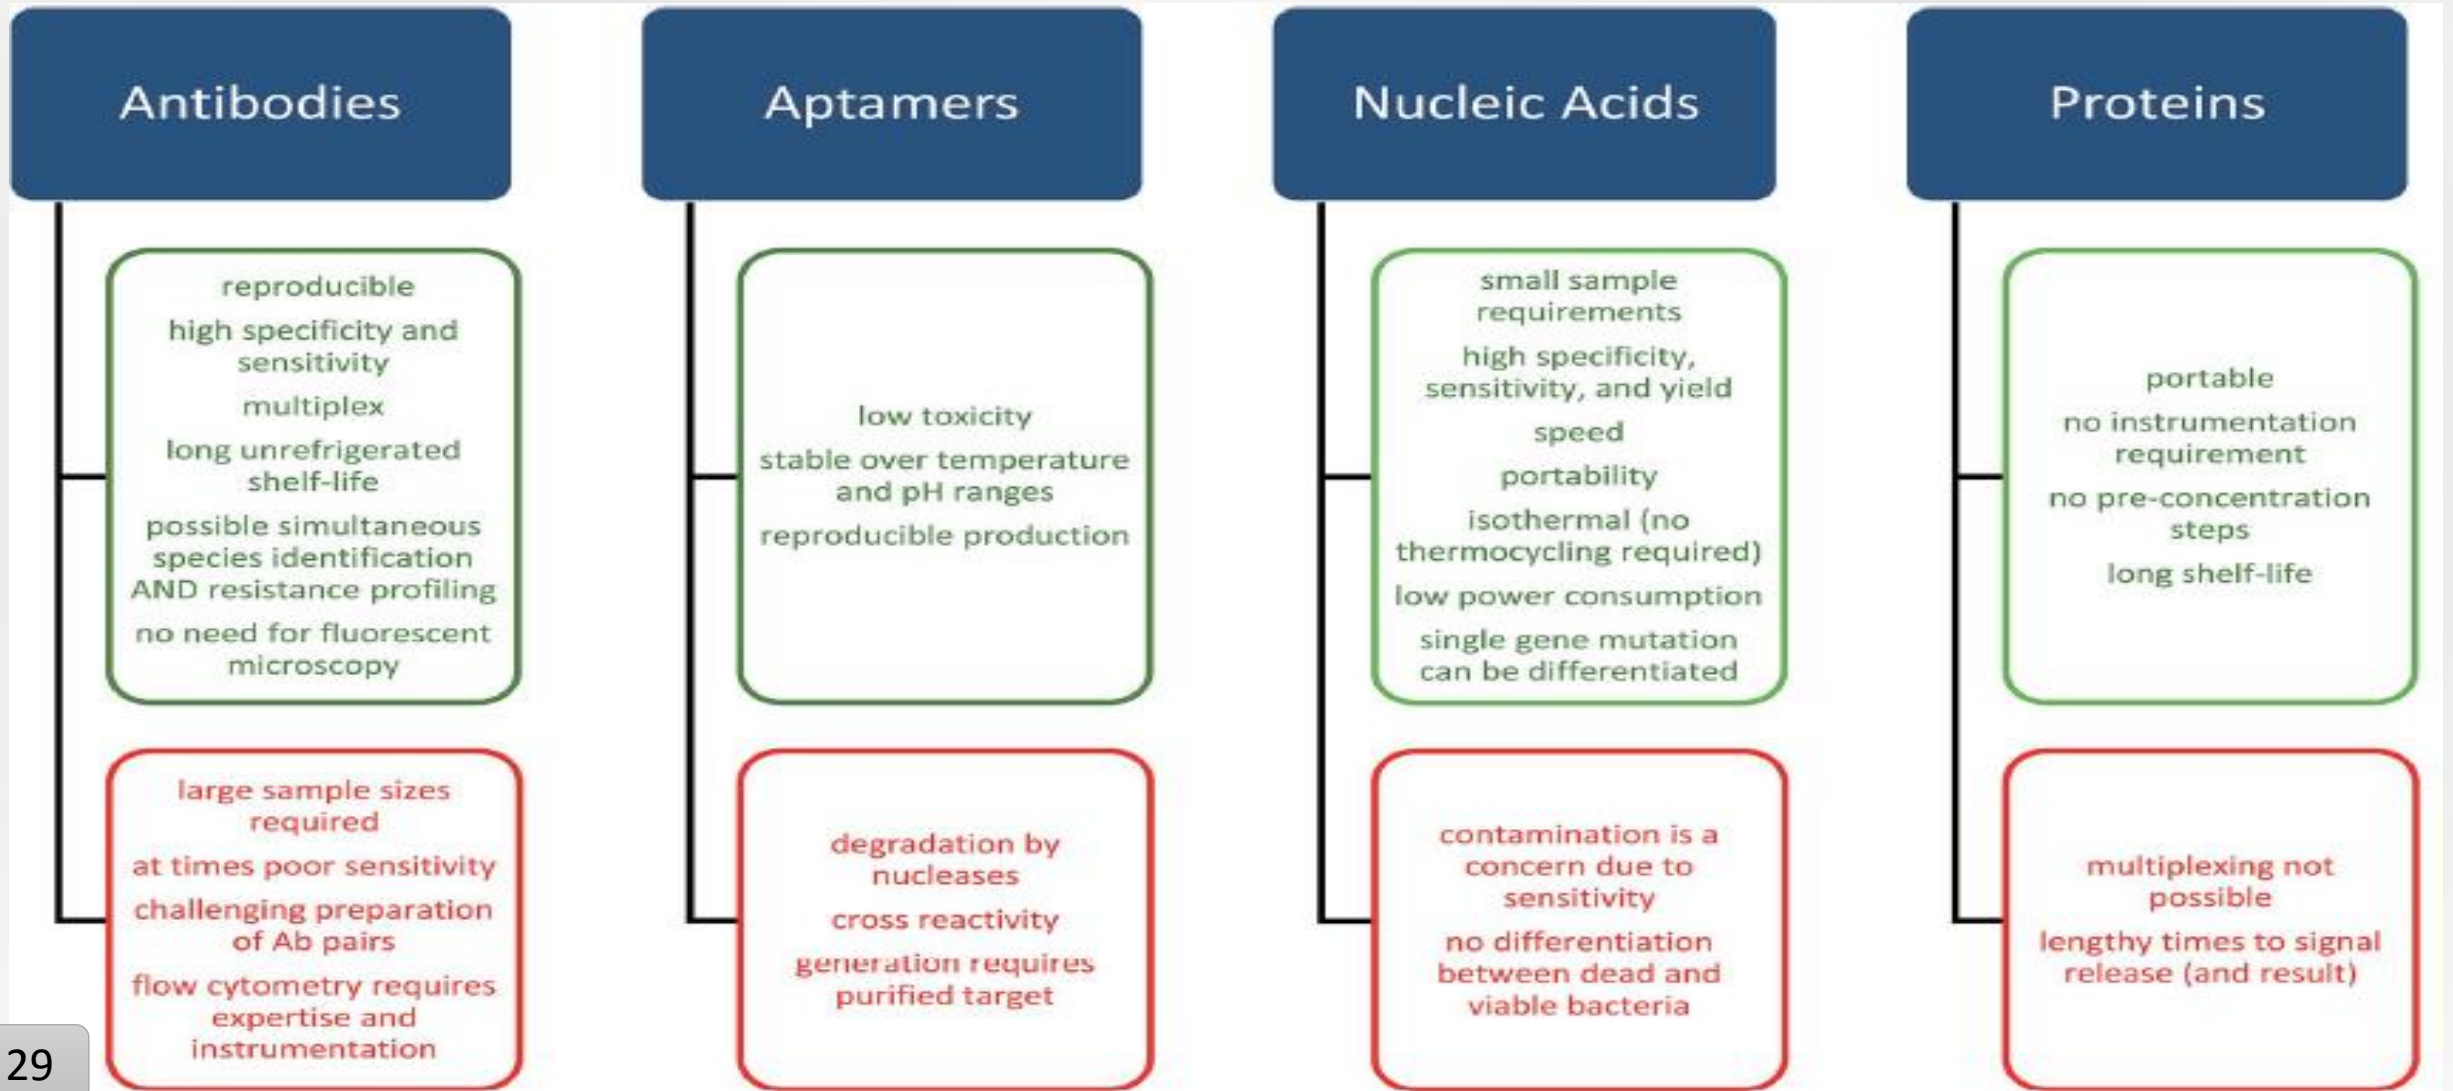 Antibodies
reproducible
high specificity and
sensitivity
multiplex
long unrefrigerated
shelf-life
possible simultaneous
species identification
AND resistance profiling
no need for fluorescent
microscopy
large sample sizes
required
at times poor sensitivity
challenging preparation
of Ab pairs
flow cytometry requires
expertise and
instrumentation
Aptamers
low toxicity
stable over temperature
and pH ranges
reproducible production
degradation by
nucleases
cross reactivity
generation requires
purified target
Nucleic Acids
small sample
requirements
high specificity,
sensitivity, and yield
speed
portability
isothermal (no
thermocycling required)
low power consumption
single gene mutation
can be differentiated
contamination is a
concern due to
sensitivity
no differentiation
between dead and
viable bacteria
Proteins
portable
no instrumentation
requirement
no pre-concentration
steps
long shelf-life
multiplexing not
possible
lengthy times to signal
release (and result)
29